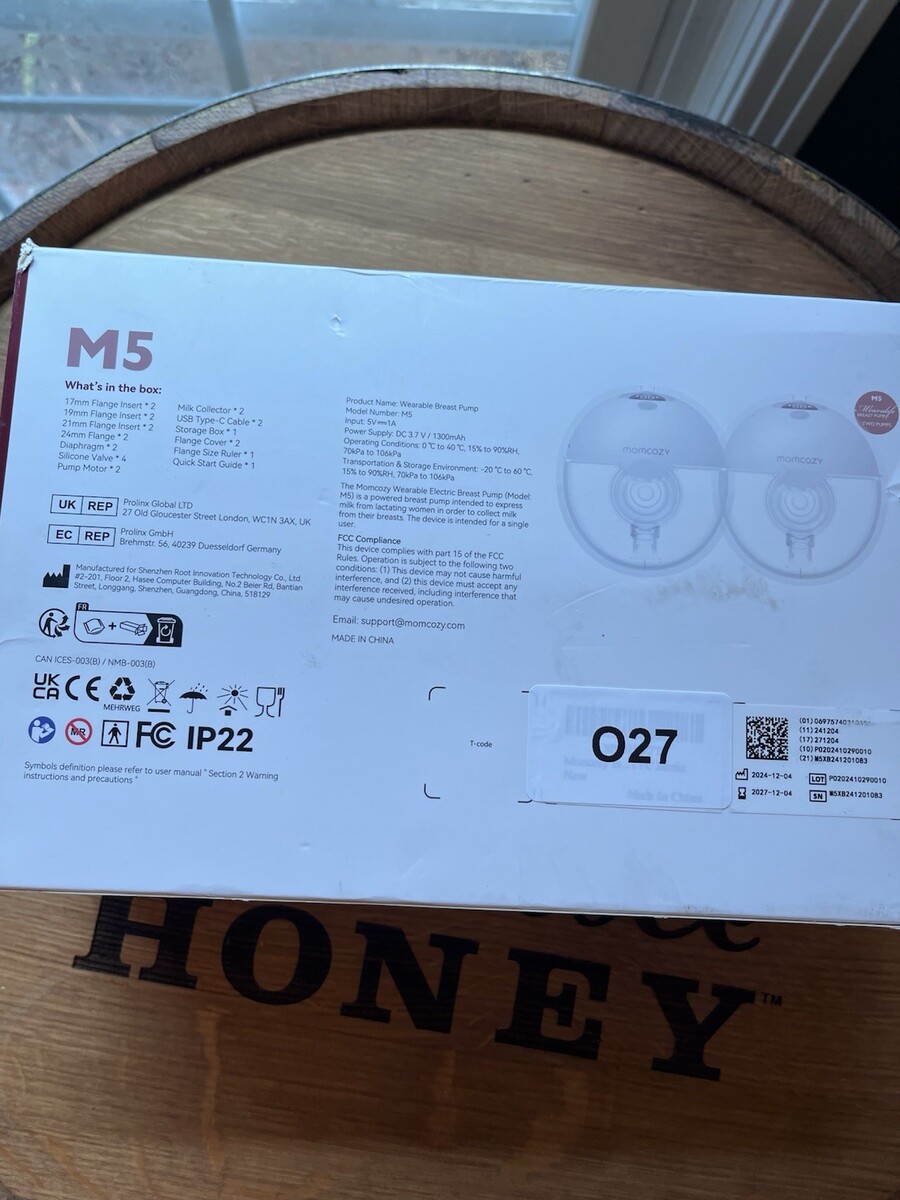 M5
What's in the box:
17mm Flange Insert * 2
19mm Flange Insert * 2
21mm Flange Insert * 2
24mm Flange * 2
Diaphragm * 2
Silicone Valve * 4
Pump Motor * 2
Milk Collector * 2
USB Type-C Cable * 2
Storage Box * 1
Flange Cover * 2
Flange Size Ruler * 1
Quick Start Guide * 1
UK REP
Prolinx Global LTD
27 Old Gloucester Street London, WC1N 3AX, UK
EC REP
Prolinx GmbH
Brehmstr. 56, 40239 Duesseldorf Germany
Manufactured for Shenzhen Root Innovation Technology Co., Ltd.
#2-201, Floor 2, Hasee Computer Building, No.2 Beier Rd, Bantian
Street, Longgang, Shenzhen, Guangdong, China, 518129
FR
CAN ICES-003(B) / NMB-003(B)
UK
CA
CE
MEHRWEG
MR
FC IP22
Symbols definition please refer to user manual " Section 2 Warning
instructions and precautions "
Product Name: Wearable Breast Pump
Model Number: M5
Input: 5V⎓1A
Power Supply: DC 3.7 V / 1300mAh
Operating Conditions: 0 °C to 40 °C, 15% to 90%RH,
70kPa to 106kPa
Transportation & Storage Environment: -20 °C to 60 °C,
15% to 90%RH, 70kPa to 106kPa
The Momcozy Wearable Electric Breast Pump (Model:
M5) is a powered breast pump intended to express
milk from lactating women in order to collect milk
from their breasts. The device is intended for a single
user.
FCC Compliance
This device complies with part 15 of the FCC
Rules. Operation is subject to the following two
conditions: (1) This device may not cause harmful
interference, and (2) this device must accept any
interference received, including interference that
may cause undesired operation.
Email: support@momcozy.com
MADE IN CHINA
momcozy
momcozy
M5
Wearable
BREAST PUMP
T-code
O27
New
Made In China
(11) 241204
(17) 271204
(10) P0202410290010
(21) M5XB241201083
2024-12-04
LOT P0202410290010
2027-12-04
SN M5XB241201083
HONEY™